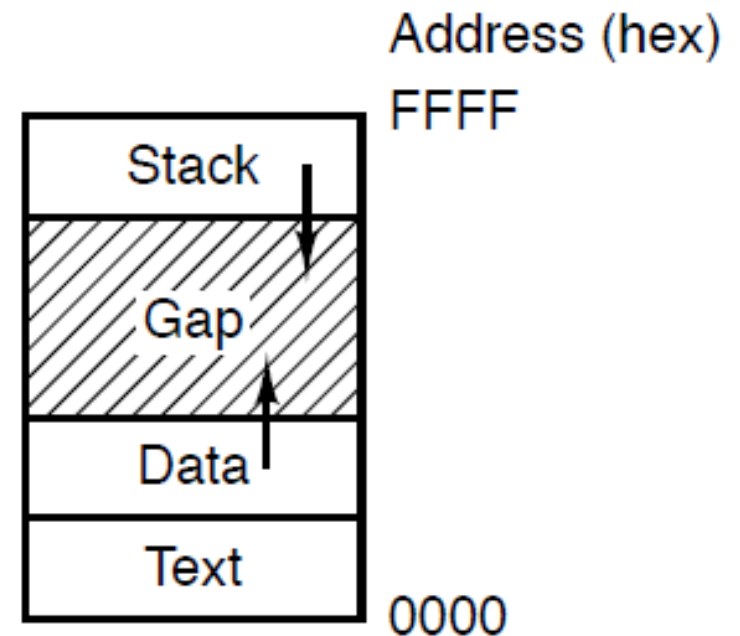 Address (hex)
FFFF
Stack
Gap
Data
Text
0000